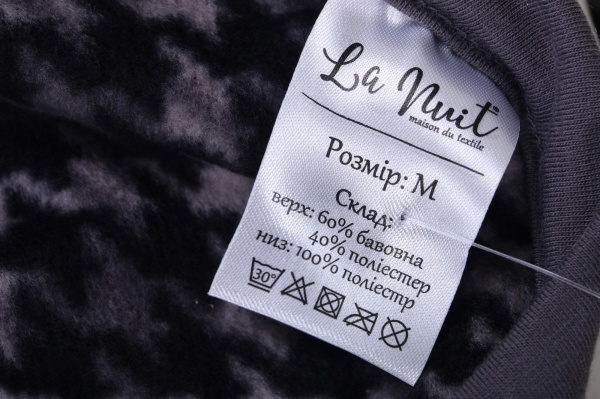 La Nuit
maison du textile
Розмір: М
Склад:
верх: 60% бавовна
40% поліестер
низ: 100% поліестр
30°